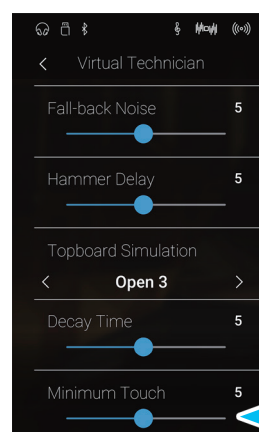 Virtual Technician
Fall-back Noise 5
Hammer Delay 5
Topboard Simulation
Open 3
Decay Time 5
Minimum Touch 5